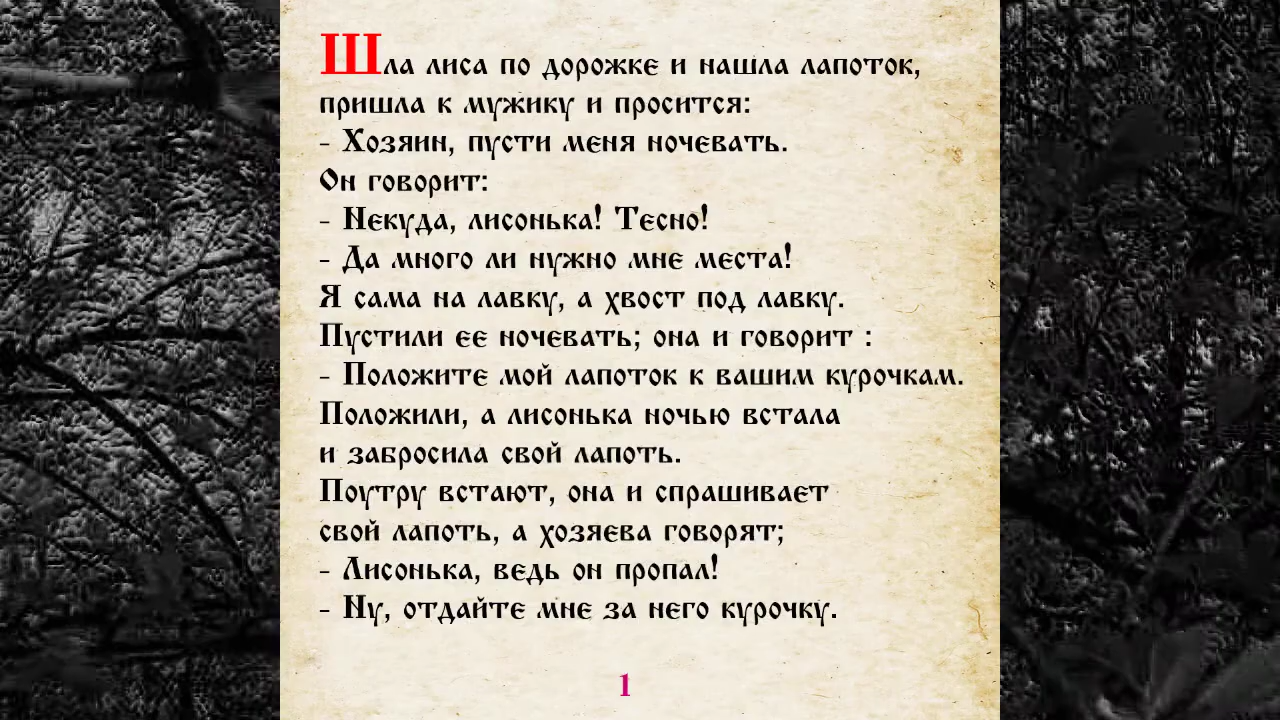 Шла лиса по дорожке и нашла лапоток,
пришла к мужику и просится:
- Хозяин, пусти меня ночевать.
Он говорит:
- Некуда, лисонька! Тесно!
- Да много ли нужно мне места!
Я сама на лавку, а хвост под лавку.
Пустили ее ночевать; она и говорит :
- Положите мой лапоток к вашим курочкам.
Положили, а лисонька ночью встала
и забросила свой лапоть.
Поутру встают, она и спрашивает
свой лапоть, а хозяева говорят;
- Лисонька, ведь он пропал!
- Ну, отдайте мне за него курочку.
1